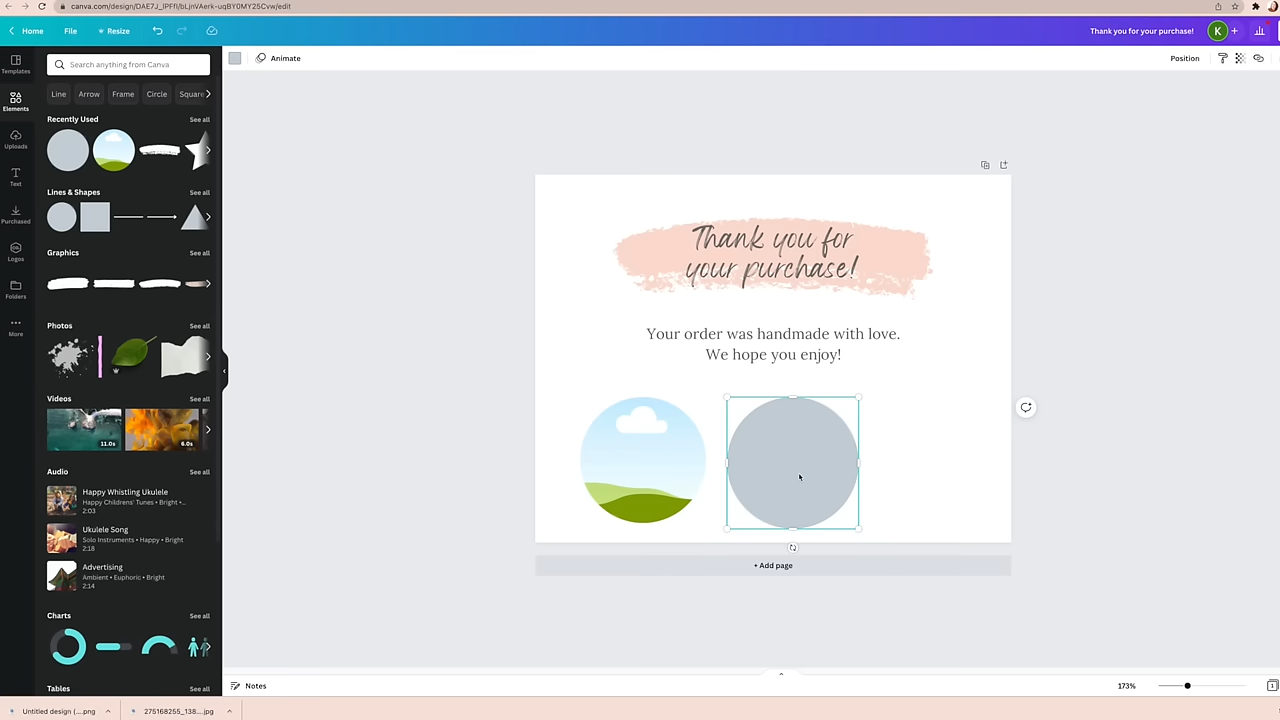 canva.com/design/DAE7J_IPFfI/bLjnVAerk-uqBY0MY25Cvw/edit
Home
File
Resize
Thank you for your purchase!
K
Templates
Elements
Uploads
Text
Purchased
Logos
Folders
More
Search anything from Canva
Line
Arrow
Frame
Circle
Square
Recently Used
See all
Lines & Shapes
See all
Graphics
See all
Photos
See all
Videos
See all
11.0s
6.0s
Audio
See all
Happy Whistling Ukulele
Happy Childrens' Tunes • Bright •...
2:03
Ukulele Song
Solo Instruments • Happy • Bright
2:18
Advertising
Ambient • Euphoric • Bright
2:14
Charts
See all
Tables
See all
Animate
Position
Thank you for
your purchase!
Your order was handmade with love.
We hope you enjoy!
+ Add page
Notes
173%
1
Untitled design (....png
275168255_138....jpg